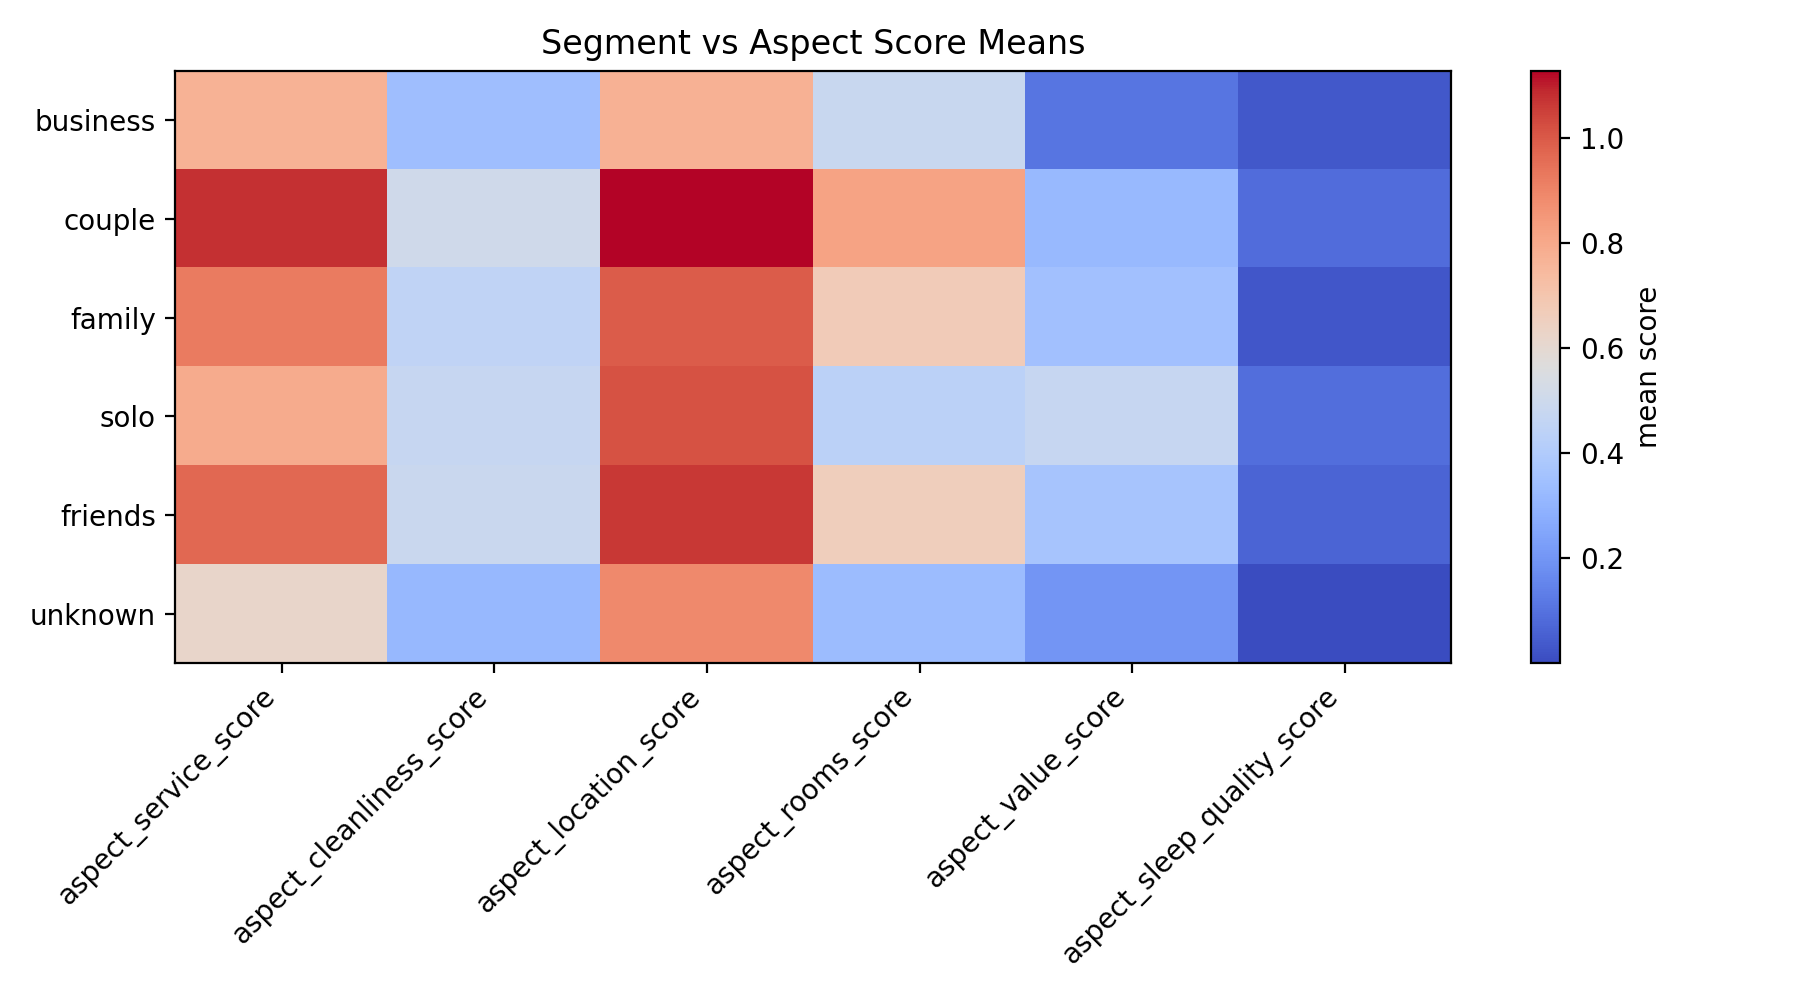 Segment vs Aspect Score Means
business
couple
family
solo
friends
unknown
aspect_service_score
aspect_cleanliness_score
aspect_location_score
aspect_rooms_score
aspect_value_score
aspect_sleep_quality_score
1.0
0.8
0.6
0.4
0.2
mean score